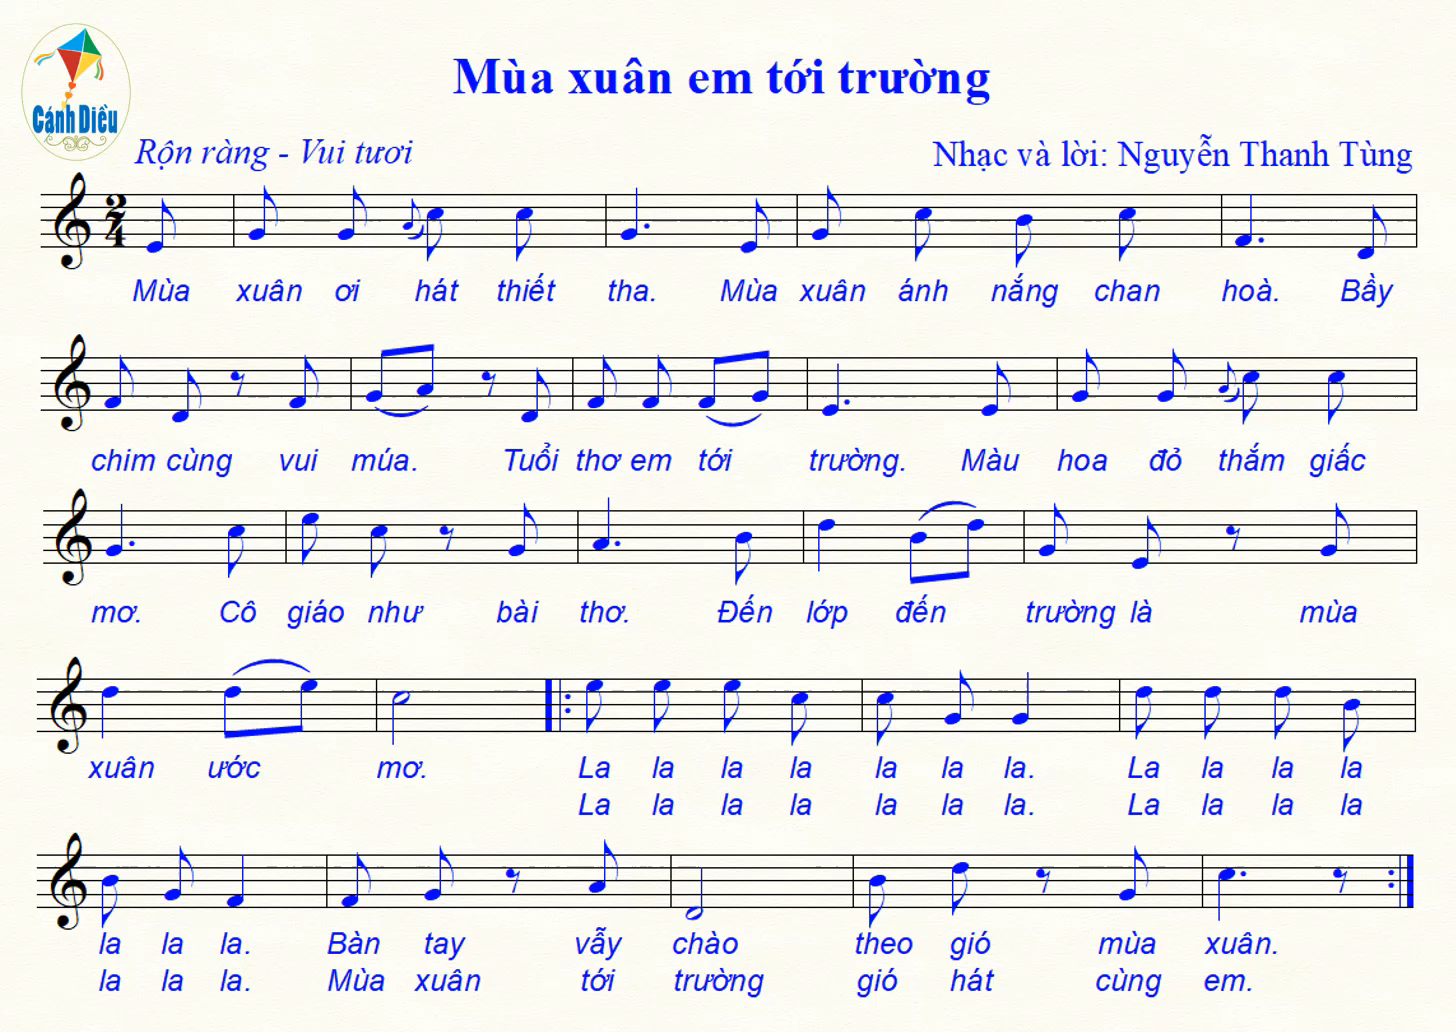 Cánh Diều
Mùa xuân em tới trường
Rộn ràng - Vui tươi
Nhạc và lời: Nguyễn Thanh Tùng
2
4
Mùa xuân ơi hát thiết tha. Mùa xuân ánh nắng chan hoà. Bầy
chim cùng vui múa. Tuổi thơ em tới trường. Màu hoa đỏ thắm giấc
mơ. Cô giáo như bài thơ. Đến lớp đến trường là mùa
xuân ước mơ. La la la la la la la. La la la la
La la la la la la la. La la la la
la la la. Bàn tay vẫy chào theo gió mùa xuân.
la la la. Mùa xuân tới trường gió hát cùng em.